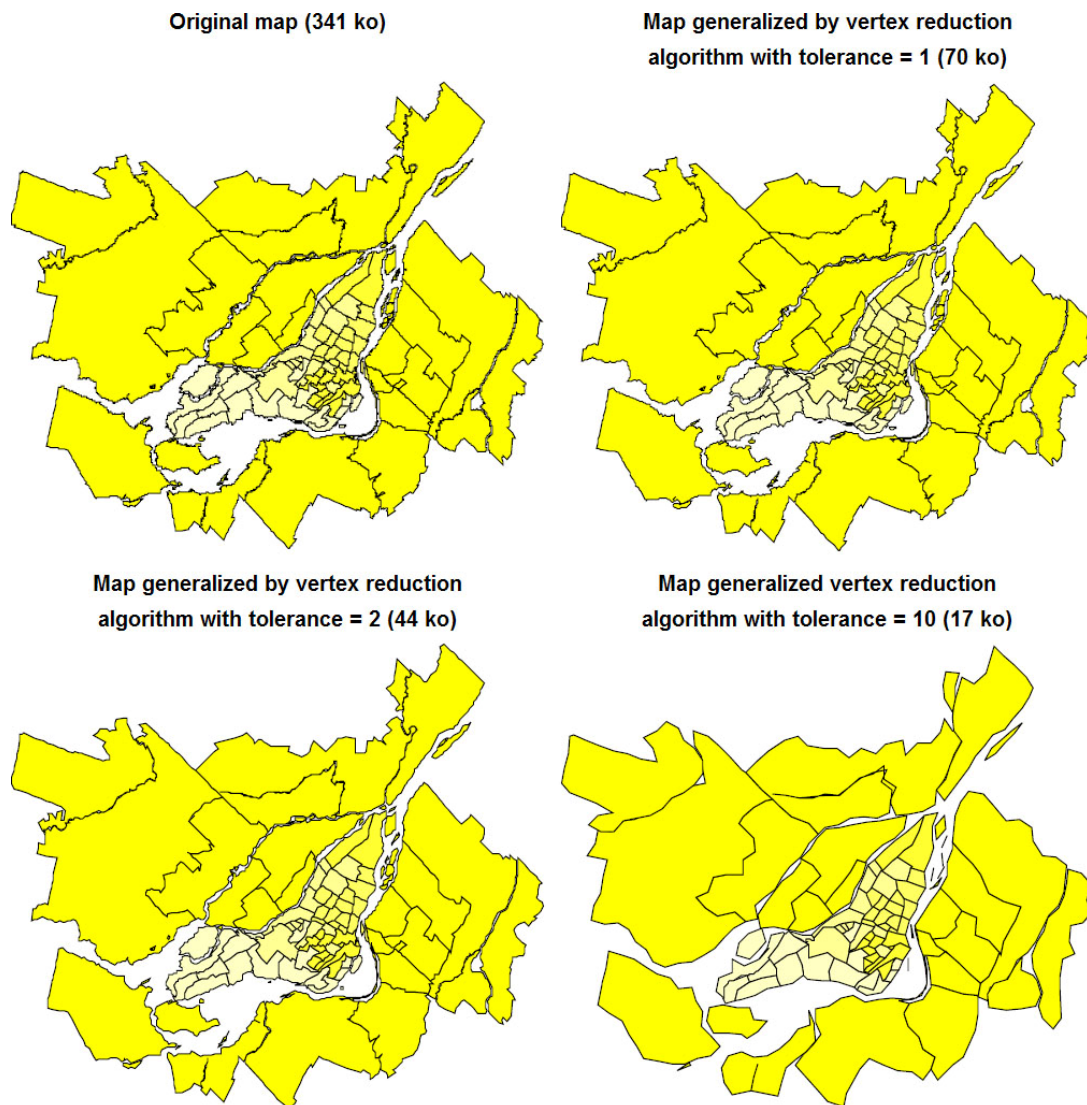 Original map (341 ko)
Map generalized by vertex reduction
algorithm with tolerance = 1 (70 ko)
Map generalized by vertex reduction
algorithm with tolerance = 2 (44 ko)
Map generalized vertex reduction
algorithm with tolerance = 10 (17 ko)